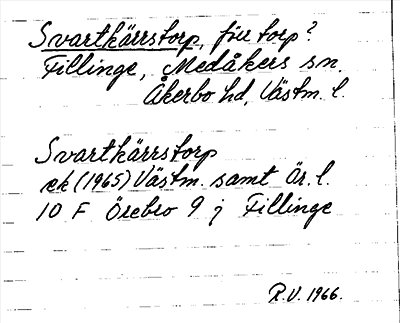 Svartkärrstorp, förr torp?
Fillinge, Medåkers sn.
Åkerbo hd, Västm. l.
Svartkärrstorp
ek (1965) Västm. samt Ör. l.
10 F Örebro 9 j Fillinge
R.V. 1966.